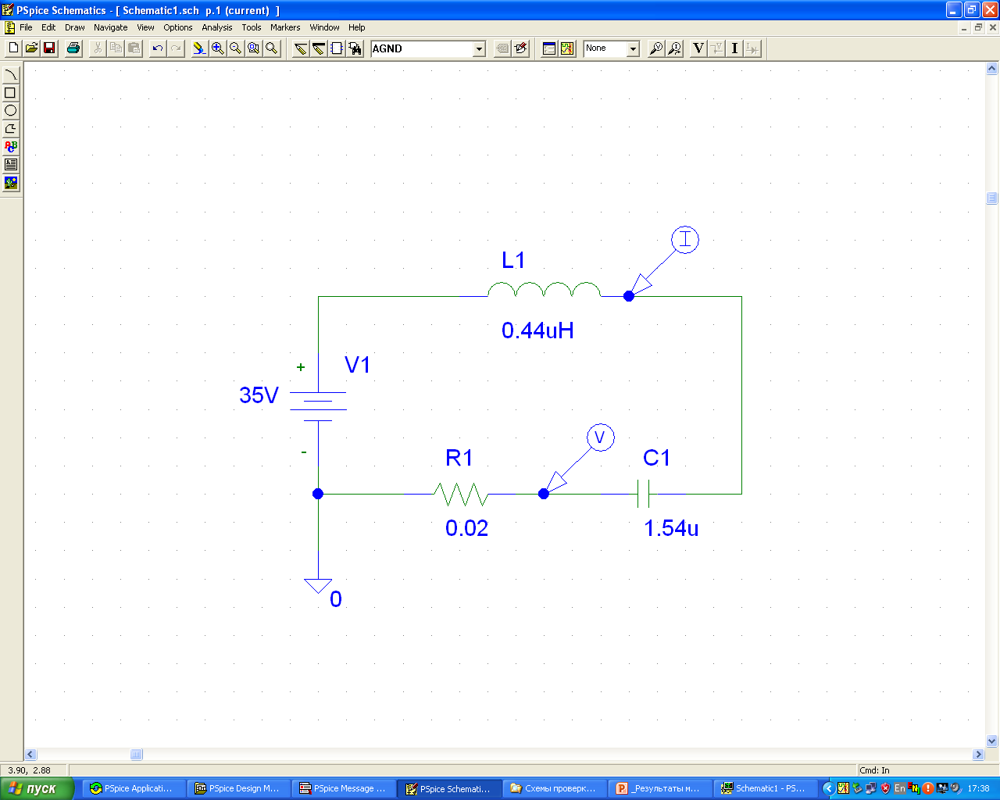 PSpice Schematics - [ Schematic1.sch  p.1 (current)  ]
File Edit Draw Navigate View Options Analysis Tools Markers Window Help
AGND
None
V
V
I
I
ABC
I
L1
0.44uH
+
V1
35V
-
V
R1
C1
0.02
1.54u
0
3.90, 2.88
Cmd: In
пуск
PSpice Applicati...
PSpice Design M...
PSpice Message ...
PSpice Schemati...
Схемы проверк...
_Результаты м...
Schematic1 - PS...
En
17:38